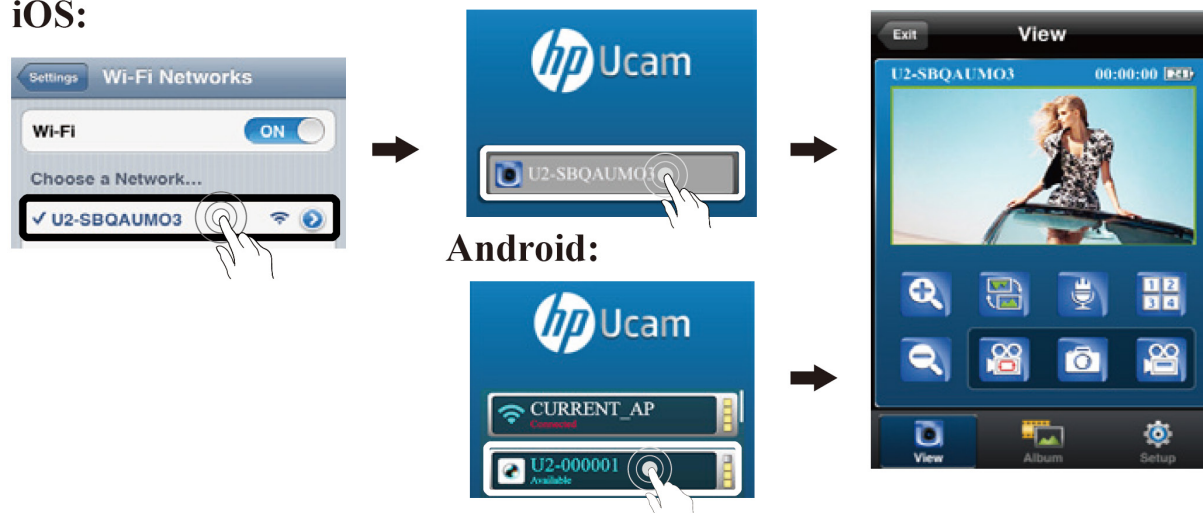 iOS:
Settings Wi-Fi Networks
Wi-Fi ON
Choose a Network...
✓ U2-SBQAUMO3
hp Ucam
U2-SBQAUMO3
Android:
hp Ucam
CURRENT_AP
Connected
U2-000001
Available
Exit View
U2-SBQAUMO3 00:00:00
1 2
3 4
View Album Setup